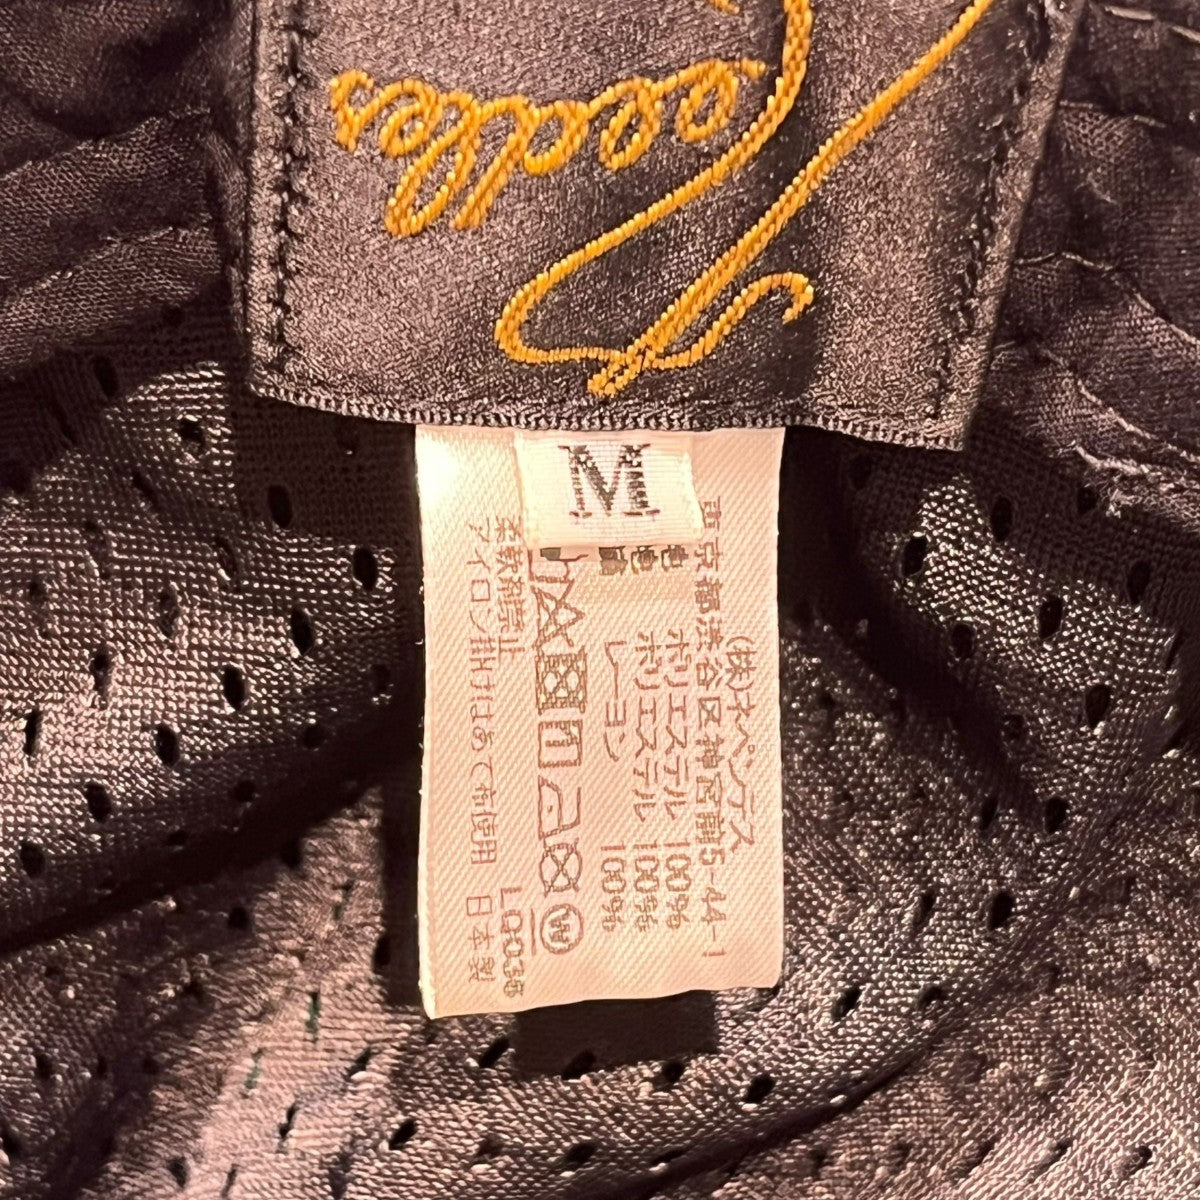 Needles
M
東京都渋谷区神宮前5-44-1
(株)ネペンテス
ポリエステル 100%
ポリエステル 100%
レーヨン 100%
柔軟剤禁止
アイロン掛けはあて布使用
LQ035
日本製